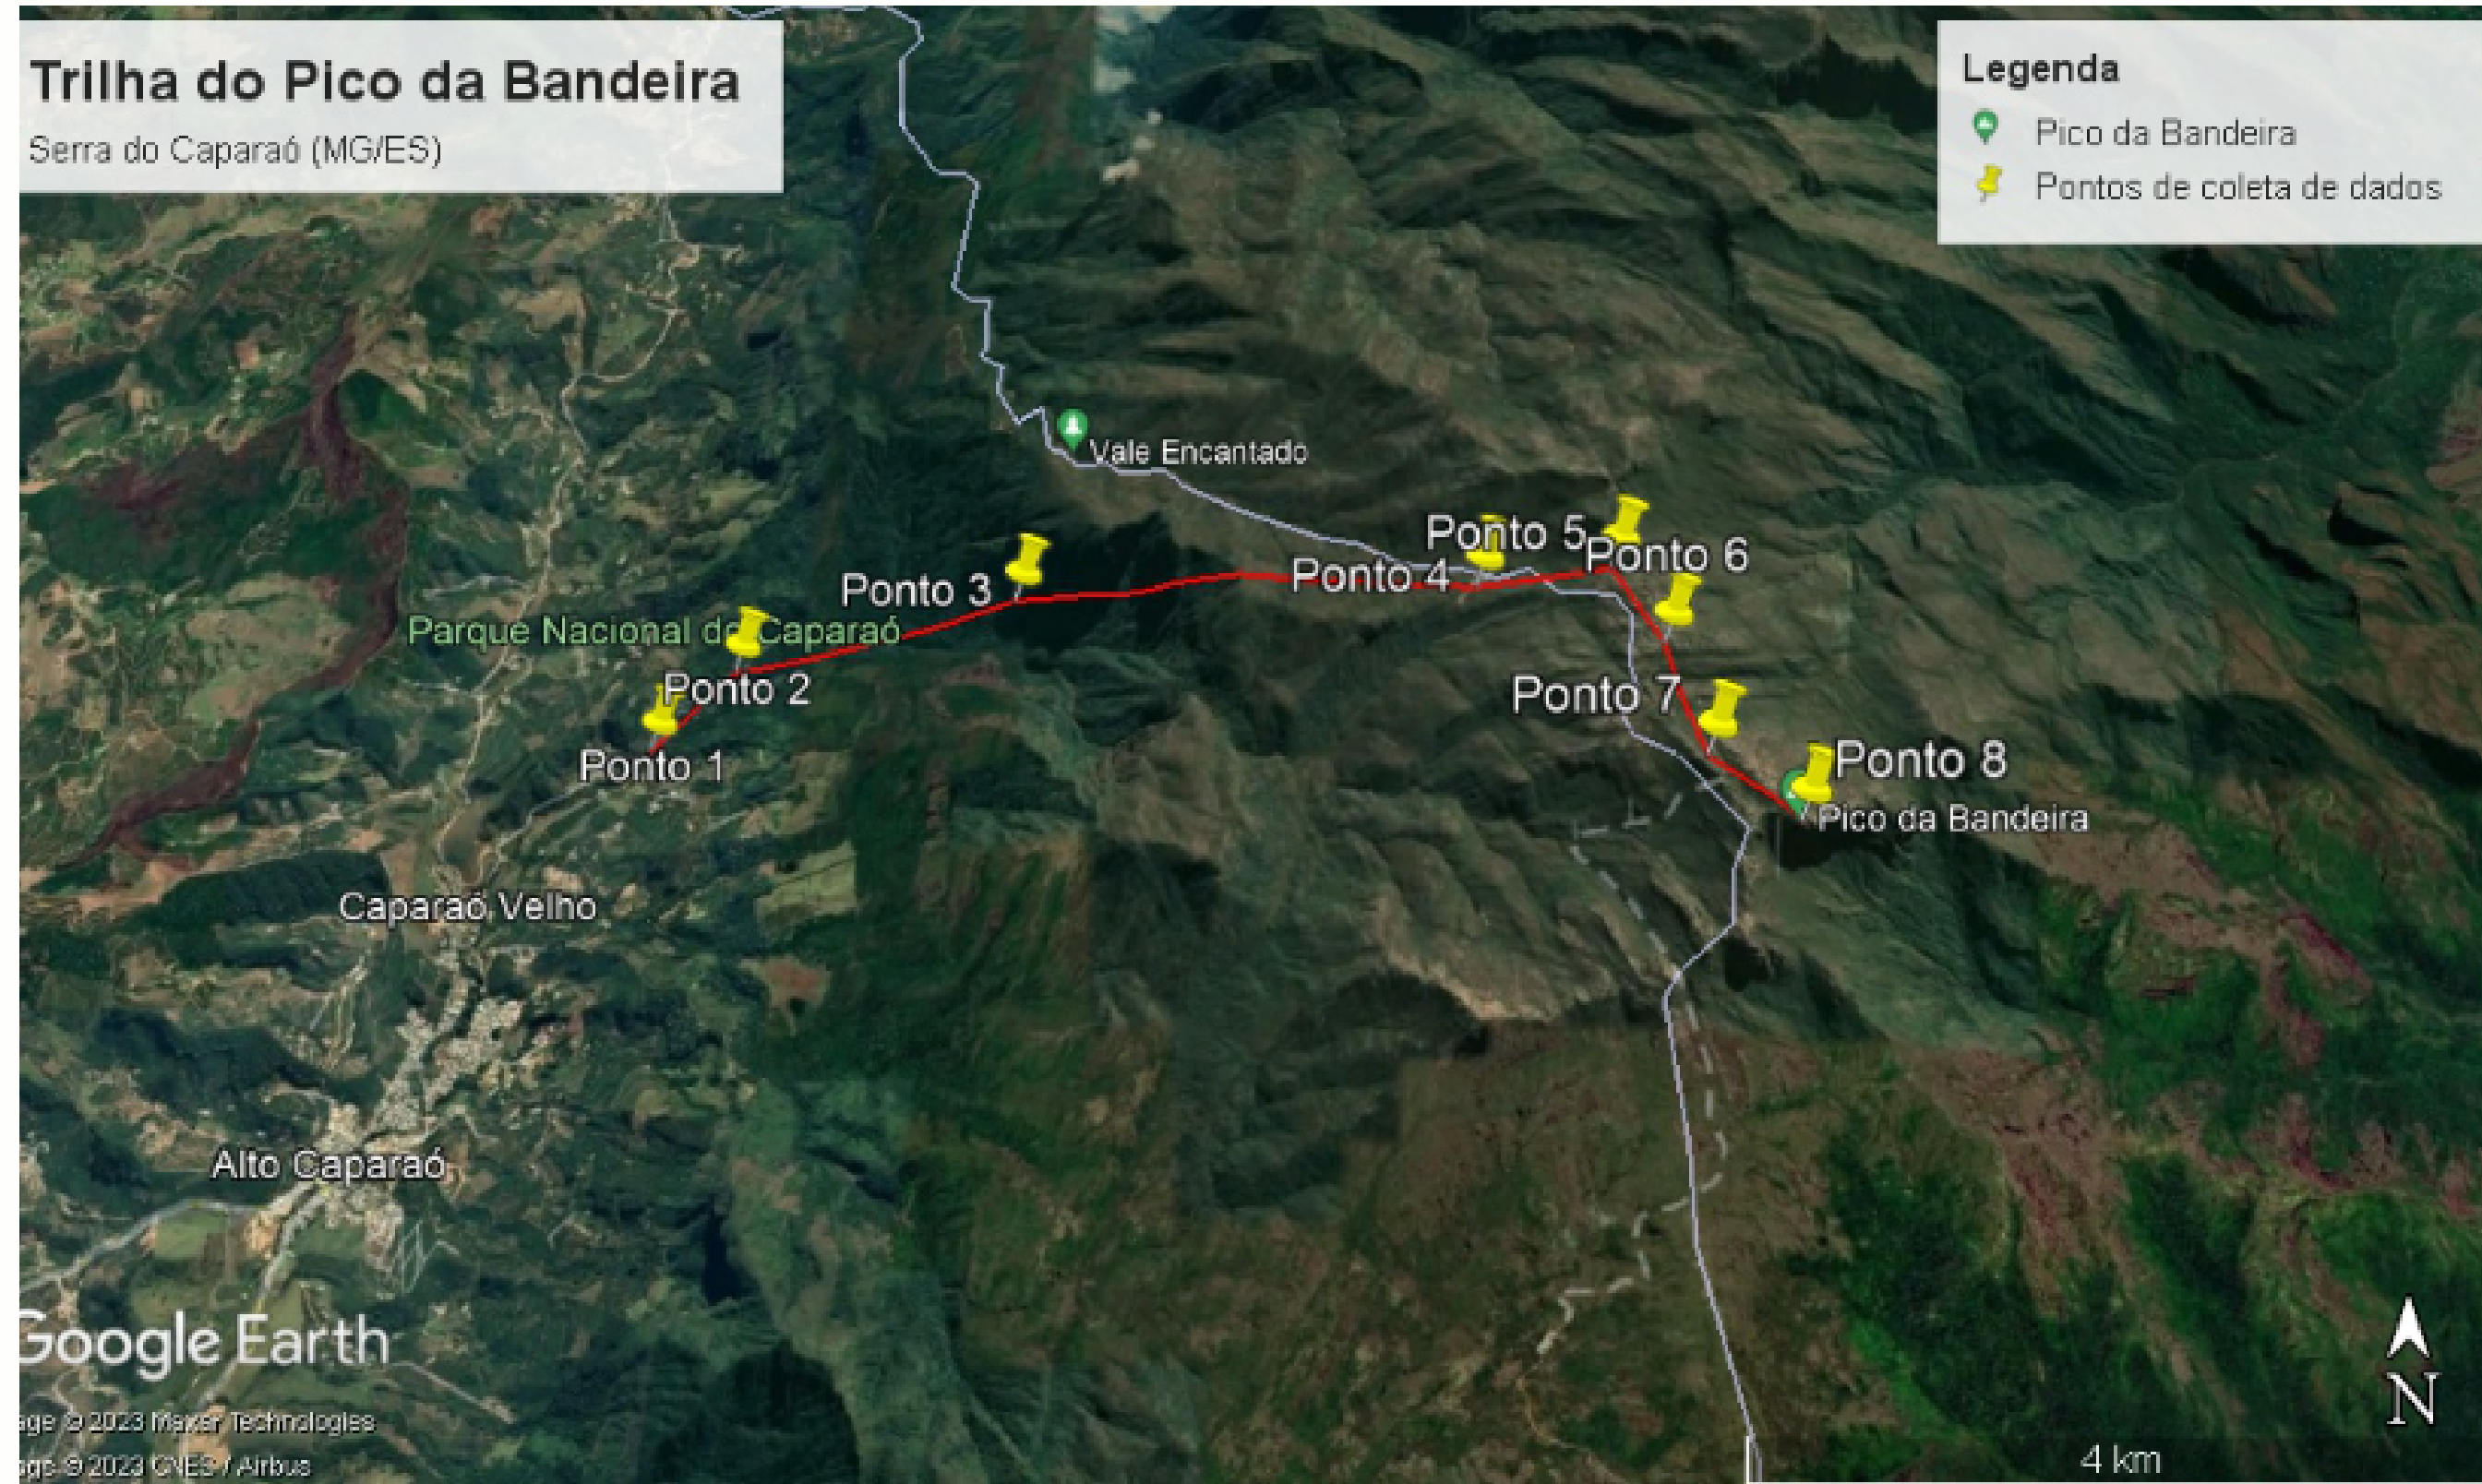 Trilha do Pico da Bandeira
Serra do Caparaó (MG/ES)
Legenda
Pico da Bandeira
Pontos de coleta de dados
Vale Encantado
Ponto 5
Ponto 6
Ponto 4
Ponto 3
Parque Nacional do Caparaó
Ponto 2
Ponto 7
Ponto 1
Ponto 8
Pico da Bandeira
Caparaó Velho
Alto Caparaó
Google Earth
age © 2023 Maxar Technologies
age © 2023 CNES / Airbus
N
4 km